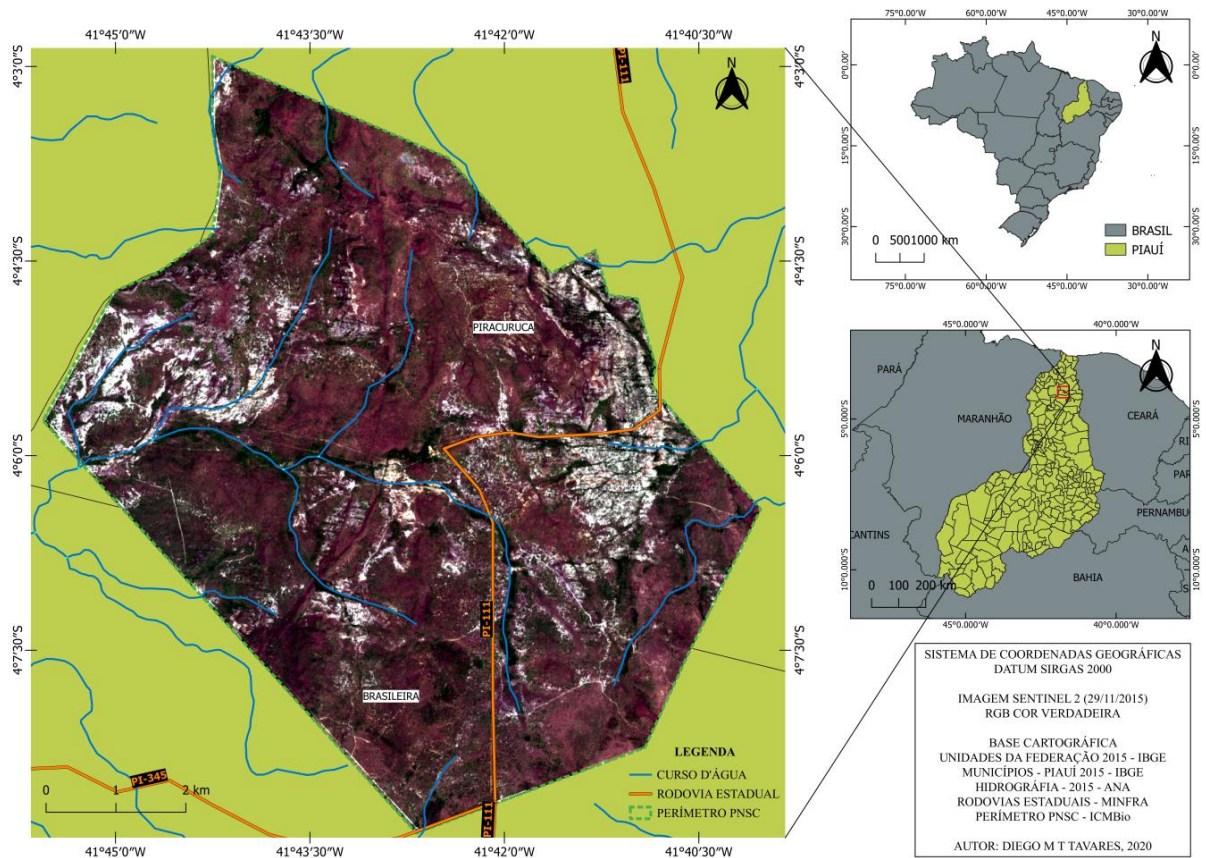 41°45'0"W 41°43'30"W 41°42'0"W 41°40'30"W
4°3'0"S
4°4'30"S
4°6'0"S
4°7'30"S
PI-111
N
PIRACURUCA
PI-111
BRASILEIRA
PI-345
0 1 2 km
PI-111
LEGENDA
CURSO D'ÁGUA
RODOVIA ESTADUAL
PERÍMETRO PNSC
4°3'0"S
4°4'30"S
4°6'0"S
4°7'30"S
41°45'0"W 41°43'30"W 41°42'0"W 41°40'30"W
75°0.00'W 60°0.00'W 45°0.00'W 30°0.00'W
0°0.00'
15°0.00'S
30°0.00'S
N
BRASIL
PIAUÍ
0 500 1000 km
0°0.00'
15°0.00'S
30°0.00'S
75°0.00'W 60°0.00'W 45°0.00'W 30°0.00'W
45°0.000'W 40°0.000'W
N
PARÁ
MARANHÃO
CEARÁ
5°0.000'S
5°0.000'S
RI
PAR
PERNAMBUC
CANTINS
A
BAHIA
S
10°0.000'S
10°0.000'S
0 100 200 km
45°0.000'W 40°0.000'W
SISTEMA DE COORDENADAS GEOGRÁFICAS
DATUM SIRGAS 2000
IMAGEM SENTINEL 2 (29/11/2015)
RGB COR VERDADEIRA
BASE CARTOGRÁFICA
UNIDADES DA FEDERAÇÃO 2015 - IBGE
MUNICÍPIOS - PIAUÍ 2015 - IBGE
HIDROGRÁFIA - 2015 - ANA
RODOVIAS ESTADUAIS - MINFRA
PERÍMETRO PNSC - ICMBio
AUTOR: DIEGO M T TAVARES, 2020